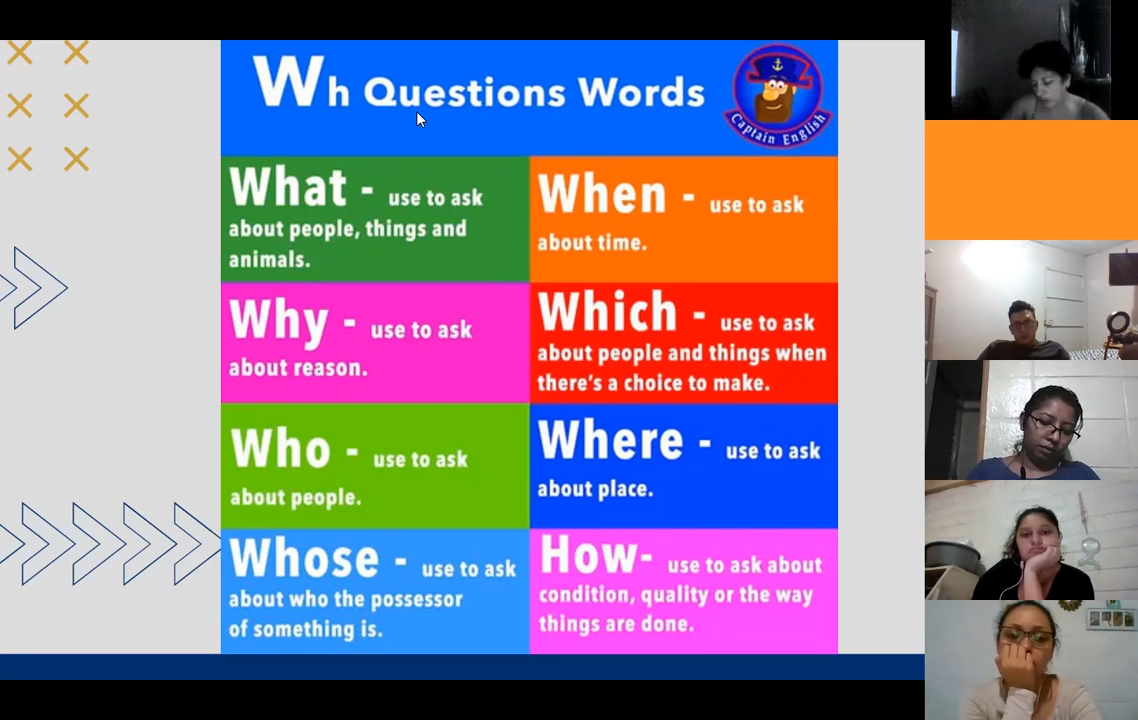 Wh Questions Words
Captain English
What - use to ask
about people, things and
animals.
When - use to ask
about time.
Why - use to ask
about reason.
Which - use to ask
about people and things when
there's a choice to make.
Who - use to ask
about people.
Where - use to ask
about place.
Whose - use to ask
about who the possessor
of something is.
How- use to ask about
condition, quality or the way
things are done.